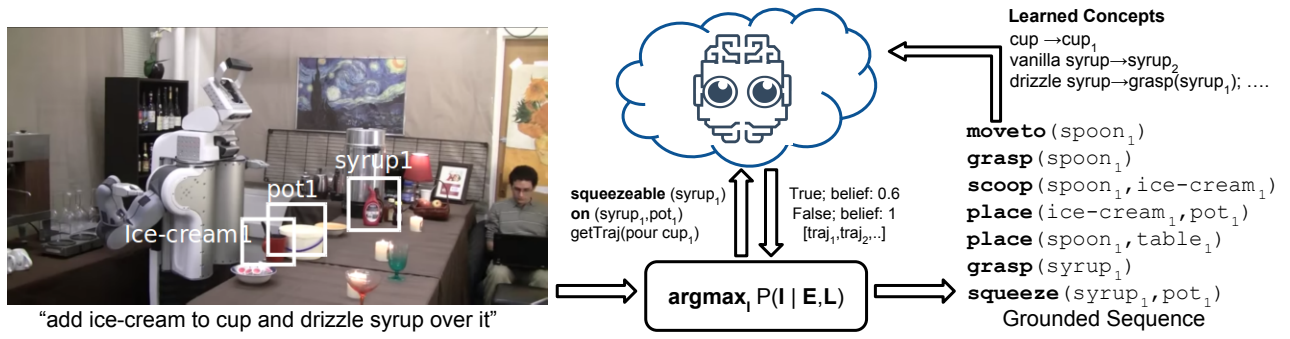 Ice-cream1
pot1
syrup1
“add ice-cream to cup and drizzle syrup over it”
squeezeable (syrup₁)
on (syrup₁,pot₁)
getTraj(pour cup₁)
True; belief: 0.6
False; belief: 1
[traj₁,traj₂,..]
argmax_I P(I | E,L)
Learned Concepts
cup →cup₁
vanilla syrup→syrup₂
drizzle syrup→grasp(syrup₁); ….
moveto(spoon₁)
grasp(spoon₁)
scoop(spoon₁,ice-cream₁)
place(ice-cream₁,pot₁)
place(spoon₁,table₁)
grasp(syrup₁)
squeeze(syrup₁,pot₁)
Grounded Sequence